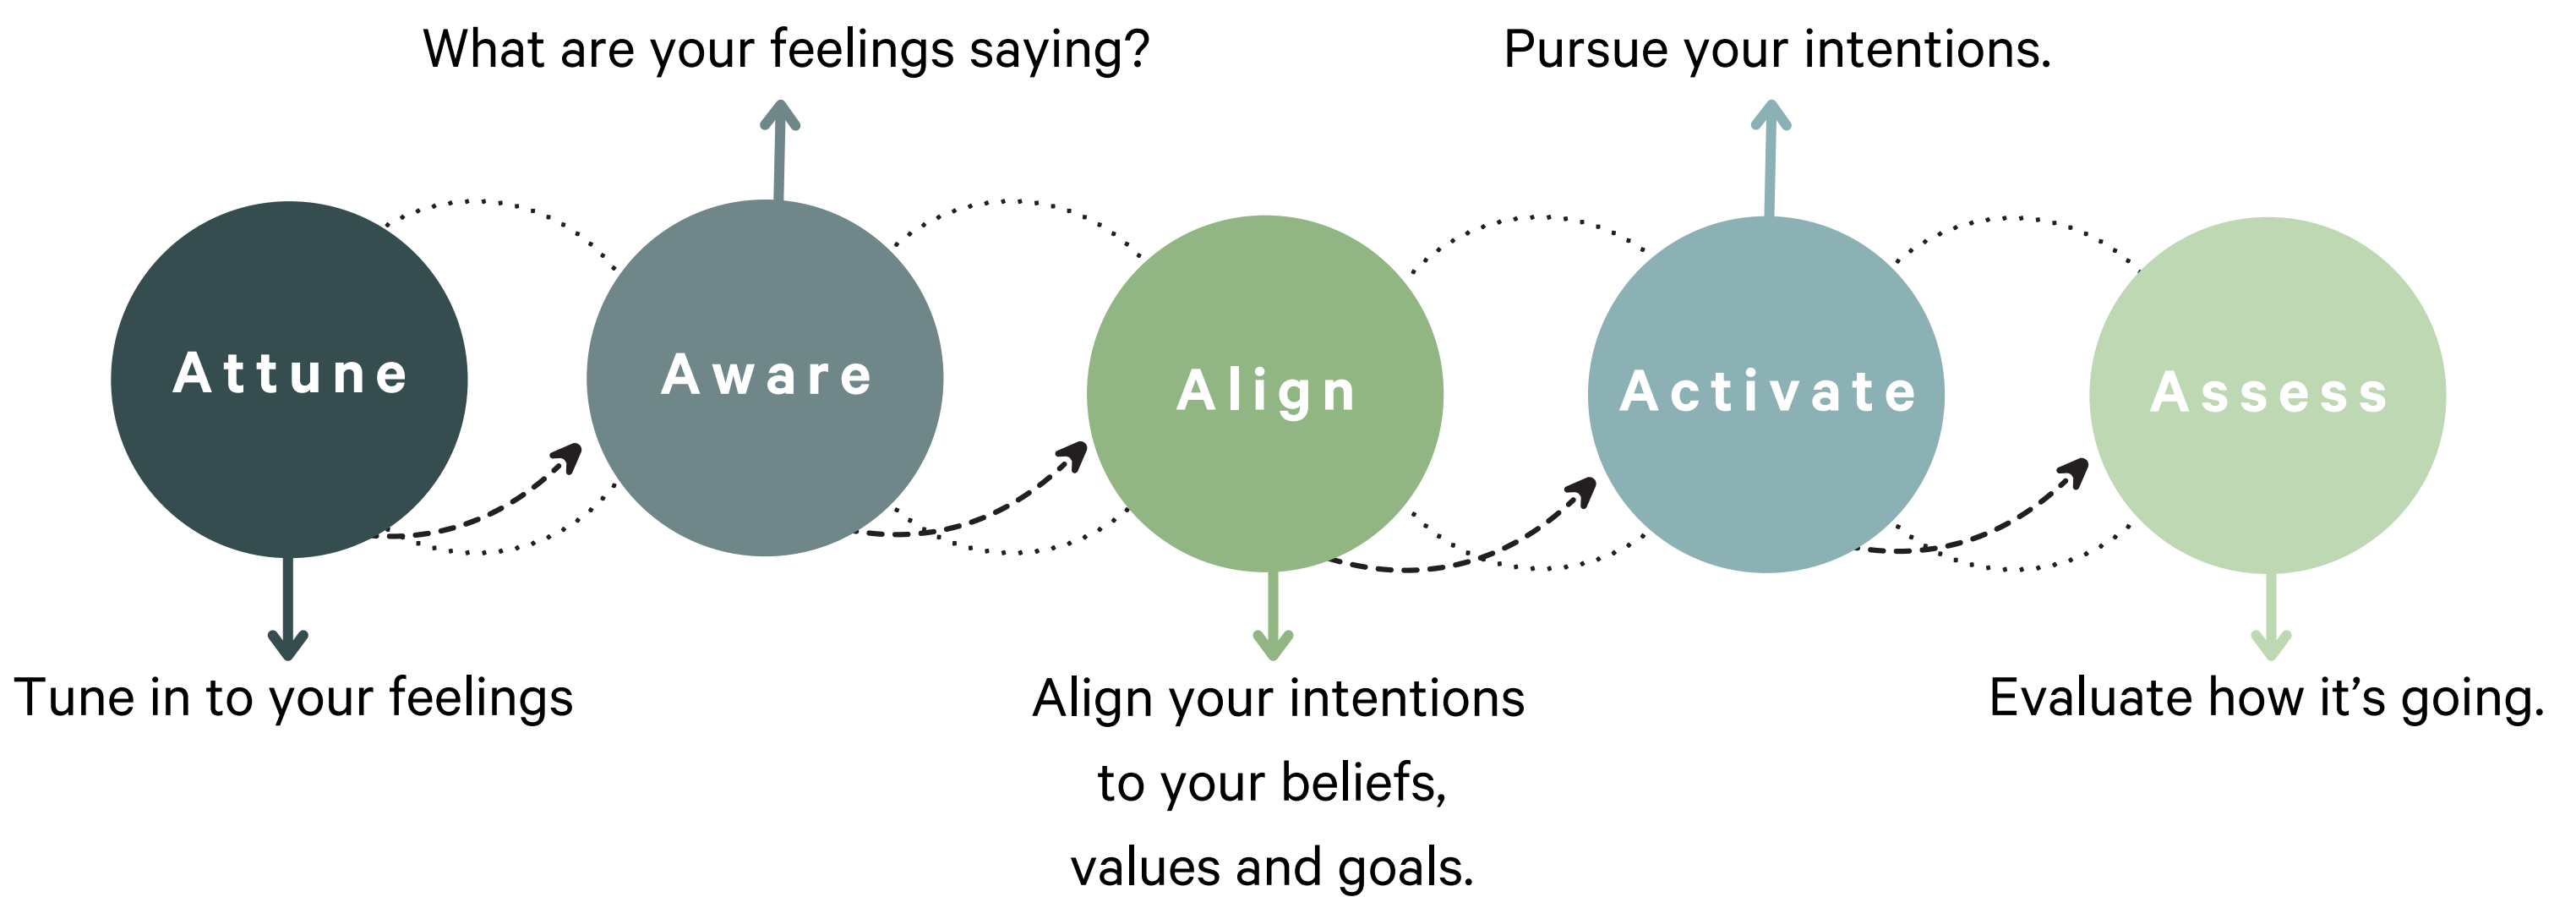 What are your feelings saying?
Pursue your intentions.
Attune
Aware
Align
Activate
Assess
Tune in to your feelings
Align your intentions
to your beliefs,
values and goals.
Evaluate how it’s going.